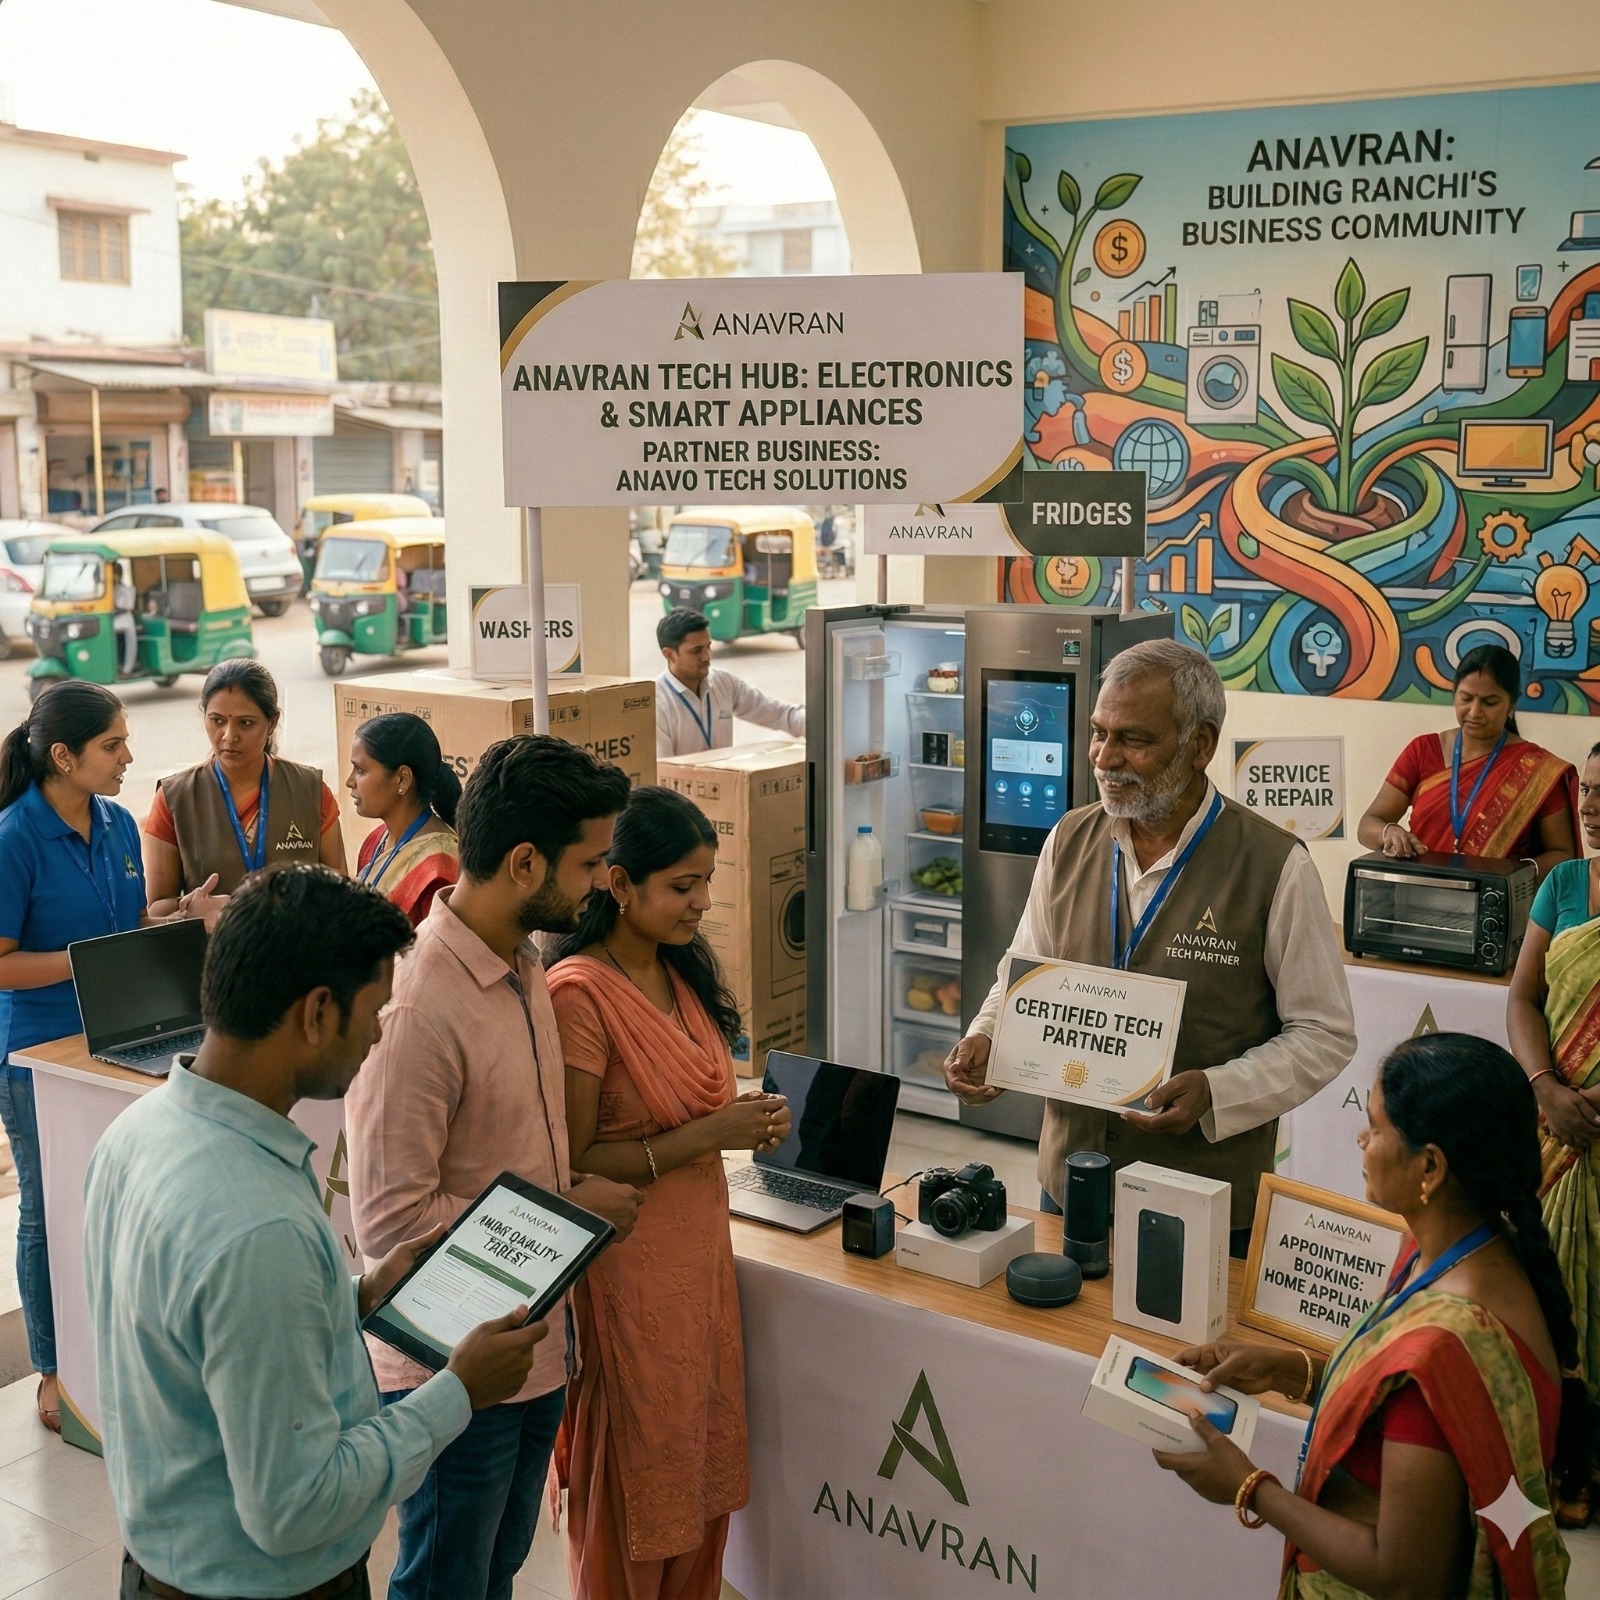 ANAVRAN:
BUILDING RANCHI'S
BUSINESS COMMUNITY
ANAVRAN
ANAVRAN TECH HUB: ELECTRONICS
& SMART APPLIANCES
PARTNER BUSINESS:
ANAVO TECH SOLUTIONS
ANAVRAN
FRIDGES
WASHERS
SERVICE
& REPAIR
ANAVRAN
ANAVRAN
TECH PARTNER
ANAVRAN
CERTIFIED TECH
PARTNER
ANAVRAN
ANAVRAN
APPOINTMENT
BOOKING:
HOME APPLIAN
REPAIR
ANAVRAN